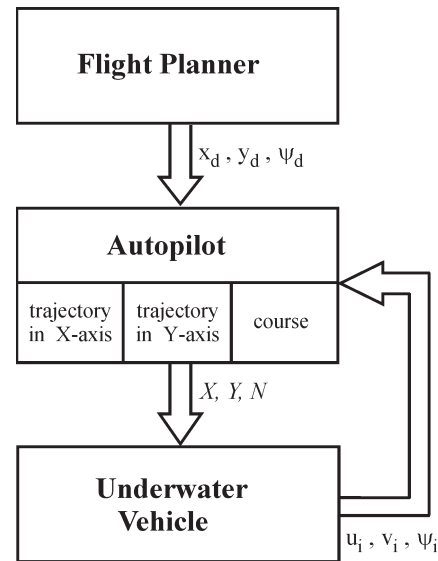 Flight Planner
x_d , y_d , ψ_d
Autopilot
trajectory
in X-axis
trajectory
in Y-axis
course
X, Y, N
Underwater
Vehicle
u_i , v_i , ψ_i